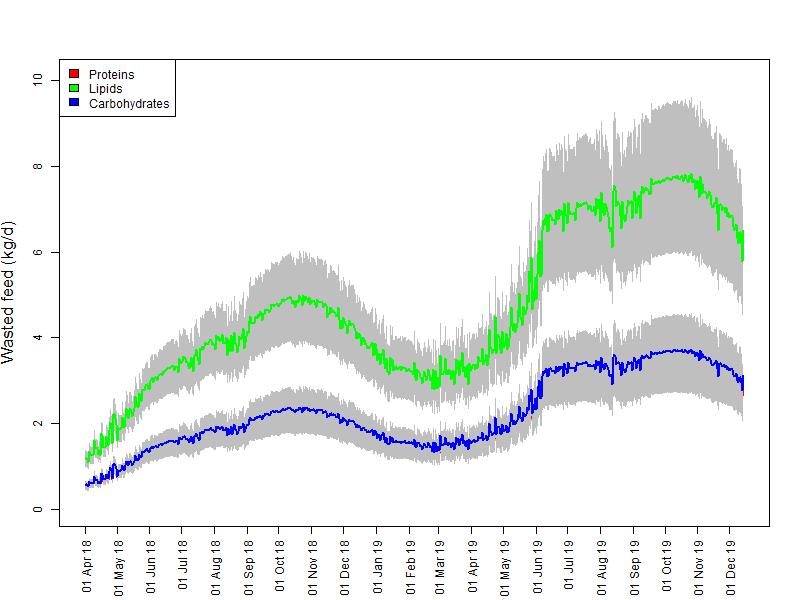 Proteins
Lipids
Carbohydrates
Wasted feed (kg/d)
10
8
6
4
2
0
01 Apr 18
01 May 18
01 Jun 18
01 Jul 18
01 Aug 18
01 Sep 18
01 Oct 18
01 Nov 18
01 Dec 18
01 Jan 19
01 Feb 19
01 Mar 19
01 Apr 19
01 May 19
01 Jun 19
01 Jul 19
01 Aug 19
01 Sep 19
01 Oct 19
01 Nov 19
01 Dec 19